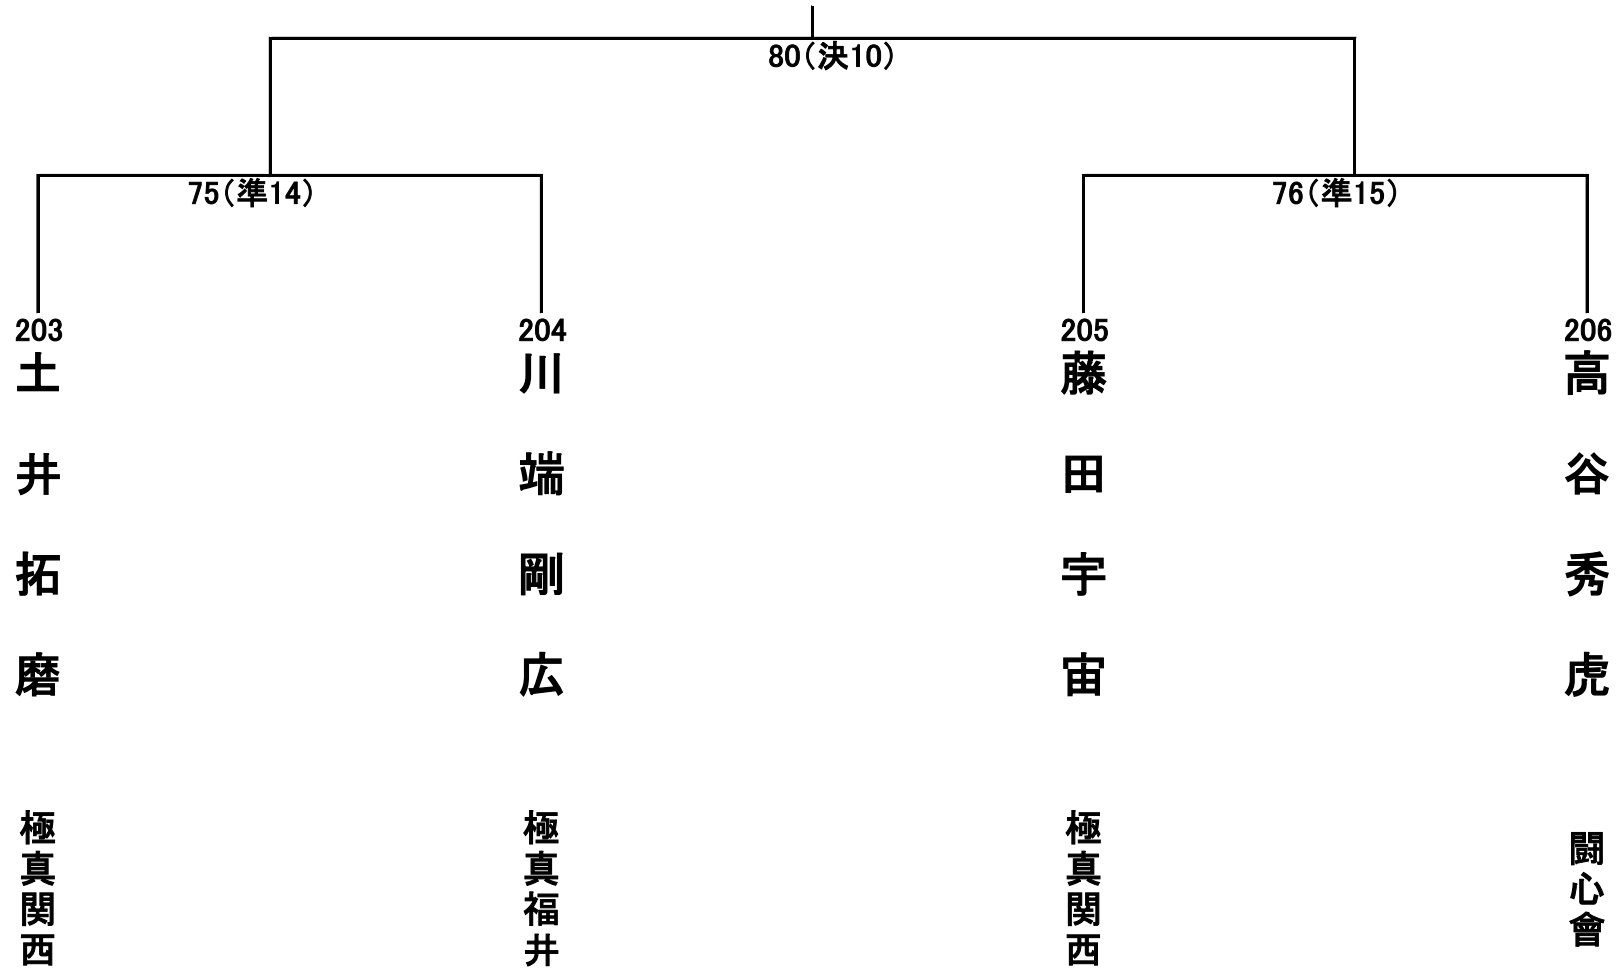 80(決10)
75(準14)
76(準15)
203
土井拓磨
極真関西
204
川端剛広
極真福井
205
藤田宇宙
極真関西
206
高谷秀虎
闘心會